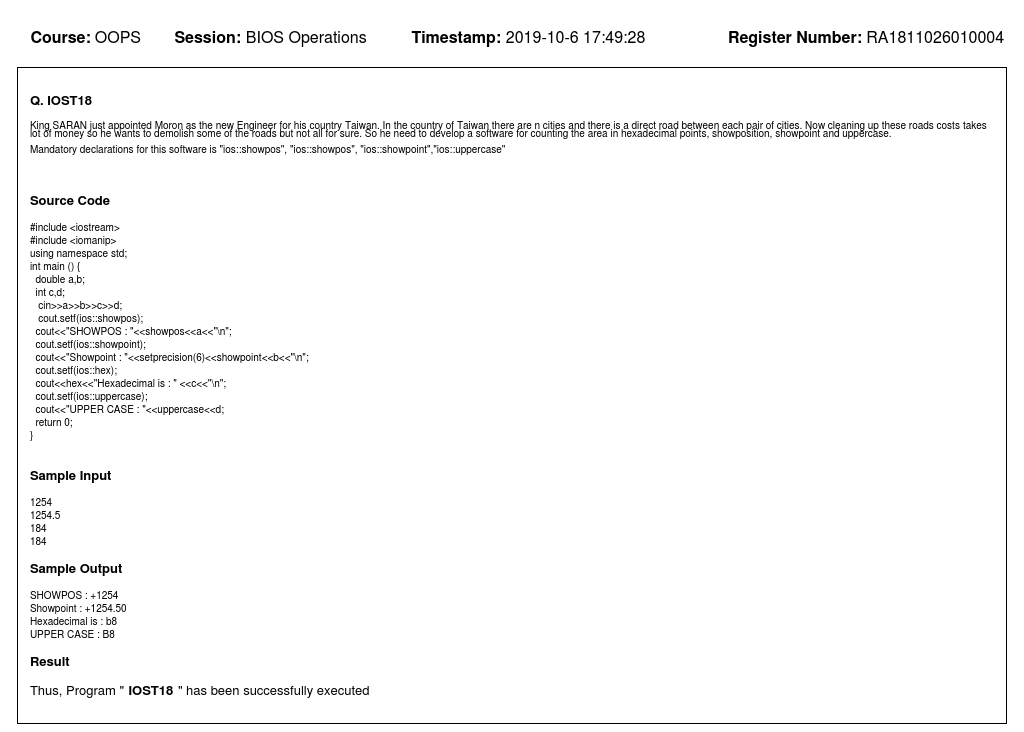 Course: OOPS Session: BIOS Operations Timestamp: 2019-10-6 17:49:28 Register Number: RA1811026010004
Q. IOST18
King SARAN just appointed Moron as the new Engineer for his country Taiwan. In the country of Taiwan there are n cities and there is a direct road between each pair of cities. Now cleaning up these roads costs takes
lot of money so he wants to demolish some of the roads but not all for sure. So he need to develop a software for counting the area in hexadecimal points, showposition, showpoint and uppercase.
Mandatory declarations for this software is "ios::showpos", "ios::showpos", "ios::showpoint","ios::uppercase"
Source Code
#include <iostream>
#include <iomanip>
using namespace std;
int main () {
  double a,b;
  int c,d;
   cin>>a>>b>>c>>d;
   cout.setf(ios::showpos);
  cout<<"SHOWPOS : "<<showpos<<a<<"\n";
  cout.setf(ios::showpoint);
  cout<<"Showpoint : "<<setprecision(6)<<showpoint<<b<<"\n";
  cout.setf(ios::hex);
  cout<<hex<<"Hexadecimal is : " <<c<<"\n";
  cout.setf(ios::uppercase);
  cout<<"UPPER CASE : "<<uppercase<<d;
  return 0;
}
Sample Input
1254
1254.5
184
184
Sample Output
SHOWPOS : +1254
Showpoint : +1254.50
Hexadecimal is : b8
UPPER CASE : B8
Result
Thus, Program " IOST18 " has been successfully executed